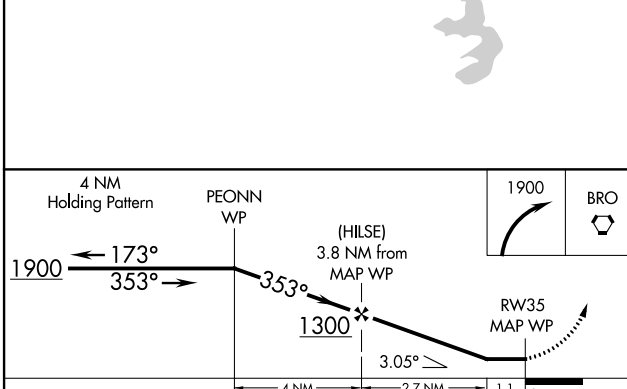 4 NM
Holding Pattern
PEONN
WP
1900
BRO
(HILSE)
3.8 NM from
MAP WP
1900
173°
353°
353°
1300
RW35
MAP WP
3.05°
4 NM
2.7 NM
1.1